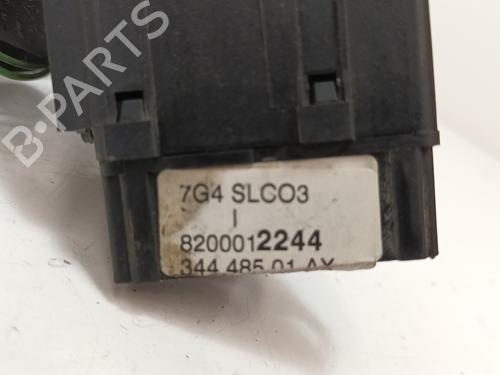 B-PARTS
7G4 SLCO3
I
8200012244
344 485 01 AX